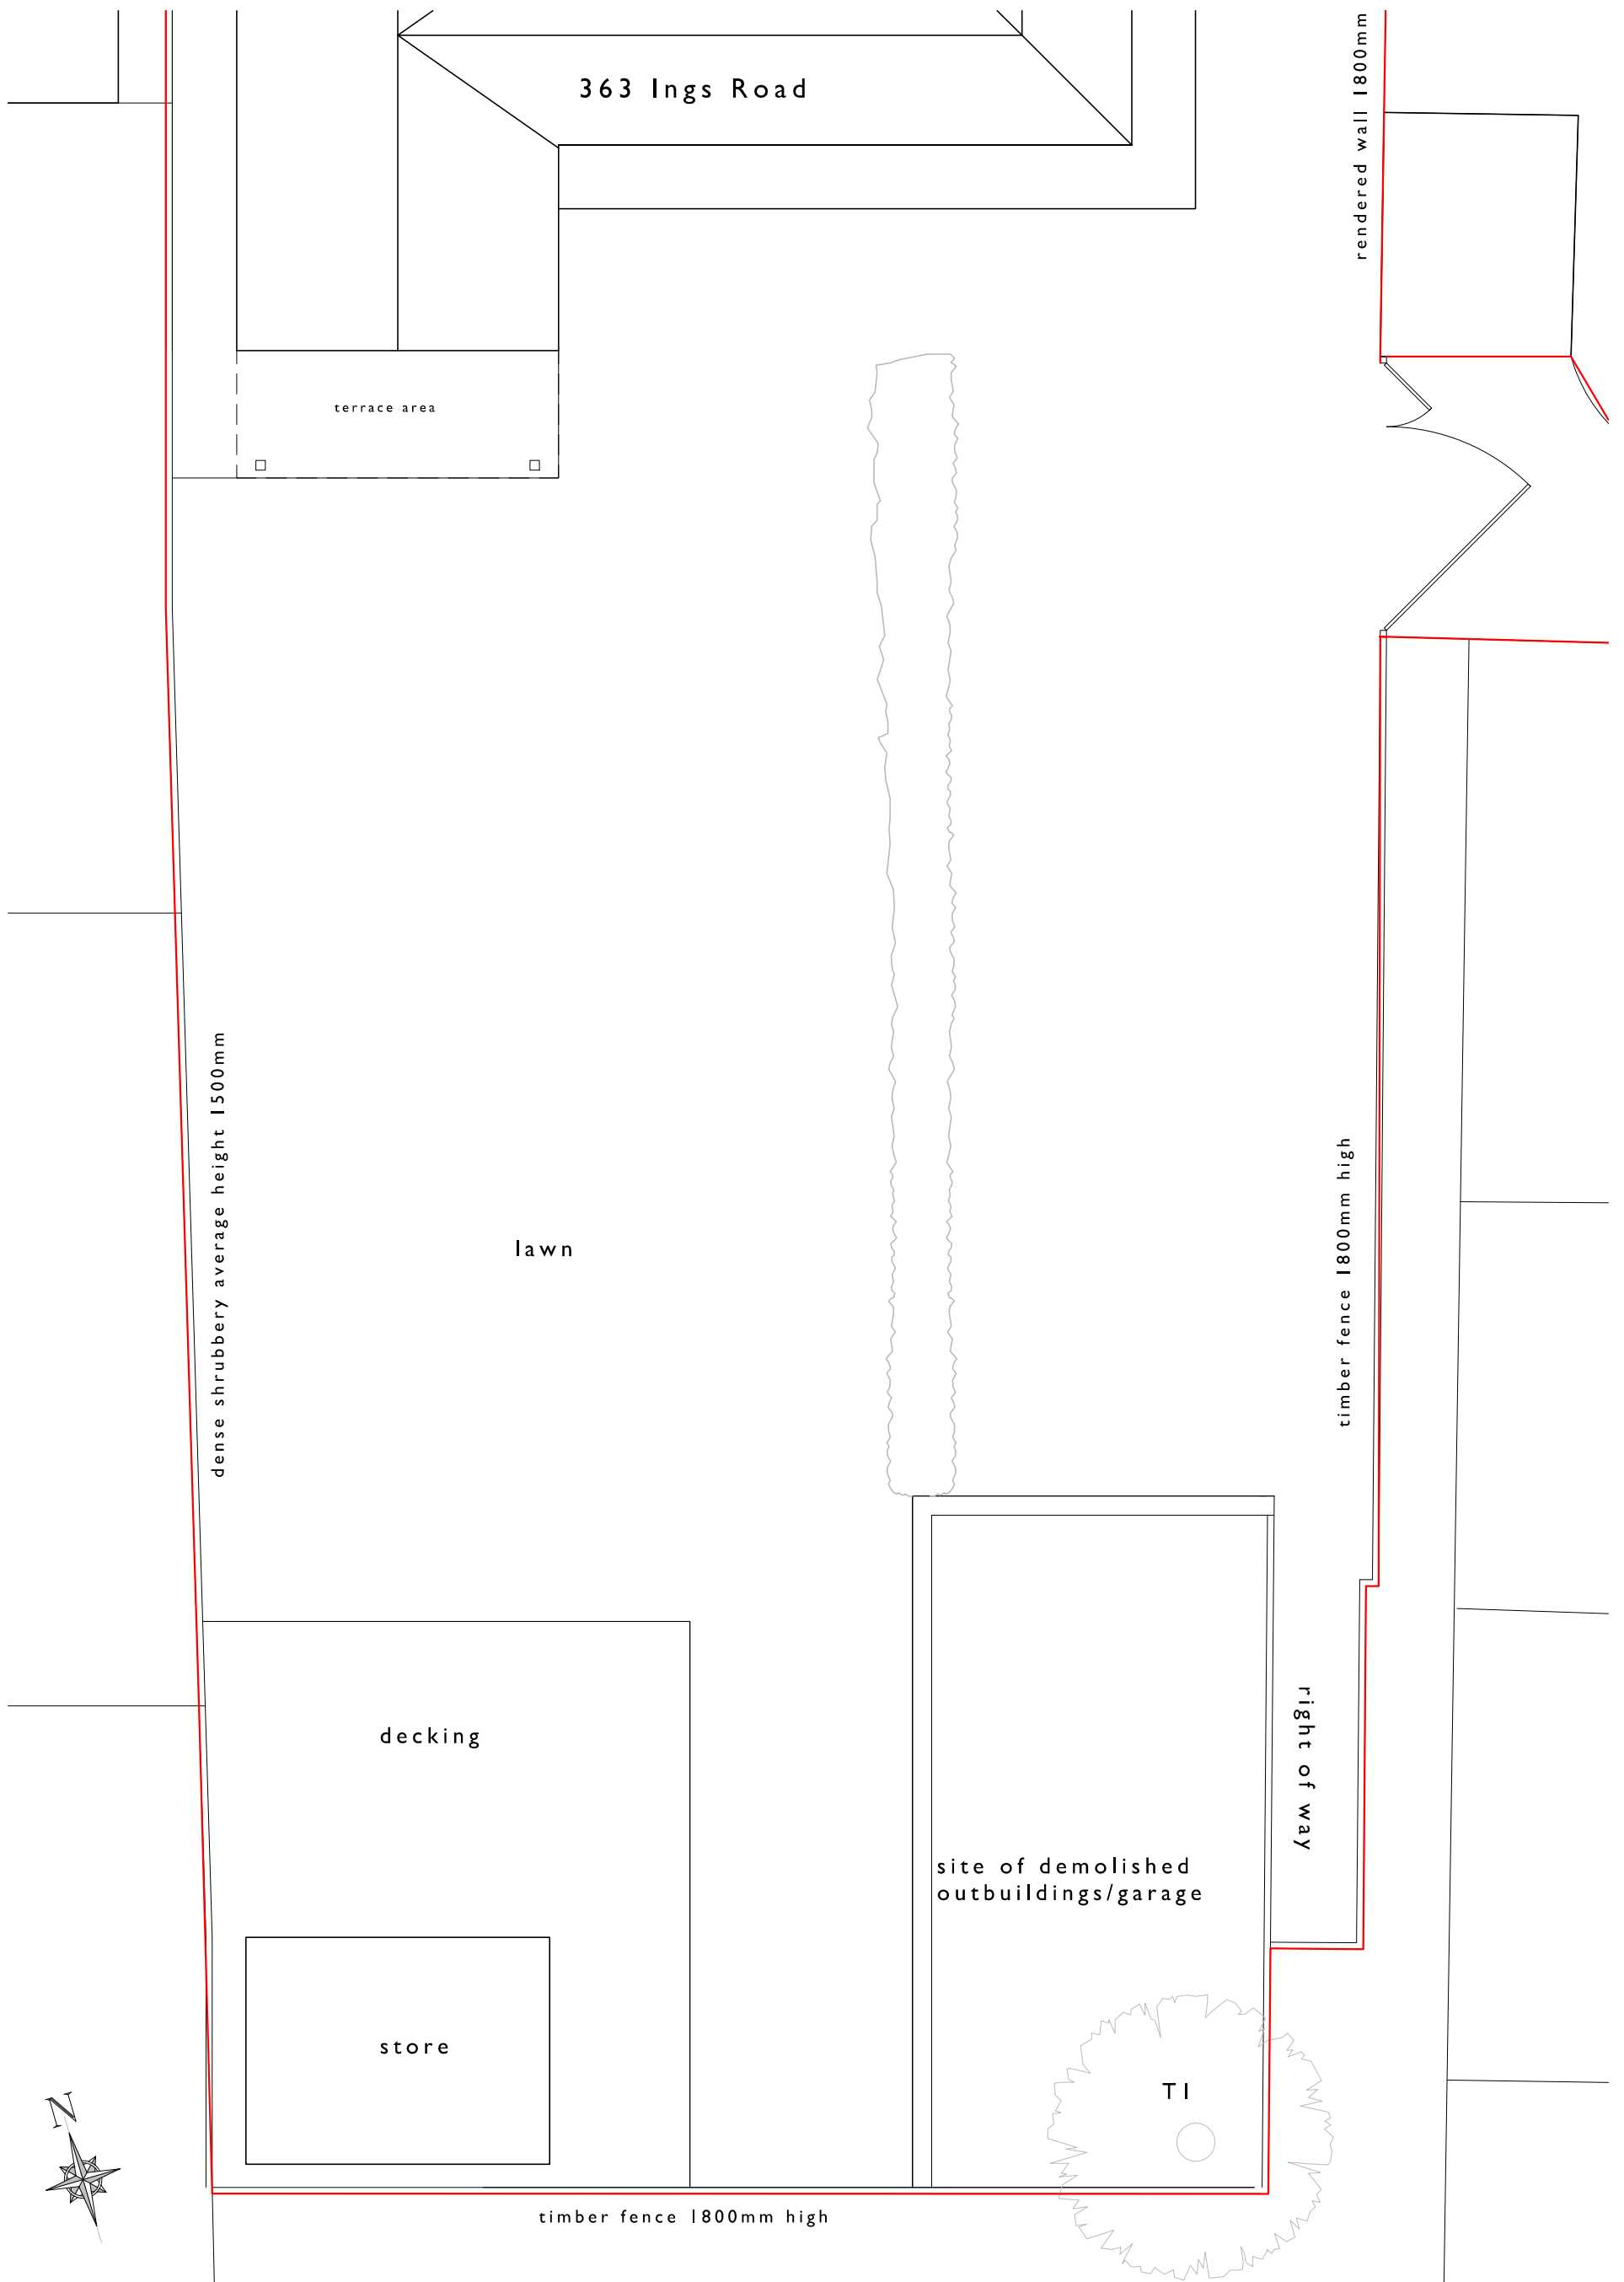 363 Ings Road
rendered wall 1800mm
terrace area
dense shrubbery average height 1500mm
timber fence 1800mm high
lawn
decking
right of way
site of demolished
outbuildings/garage
store
T1
N
timber fence 1800mm high